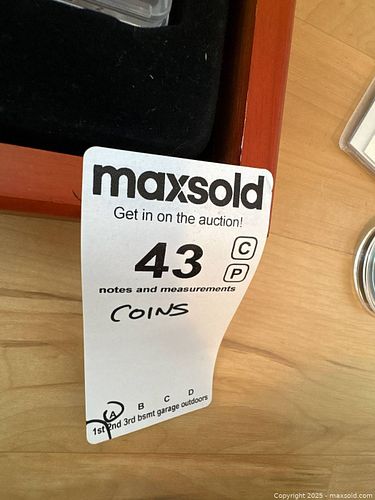 maxsold
Get in on the auction!
43
C
P
notes and measurements
COINS
A B C D
1st 2nd 3rd bsmt garage outdoors
Copyright 2025 - maxsold.com